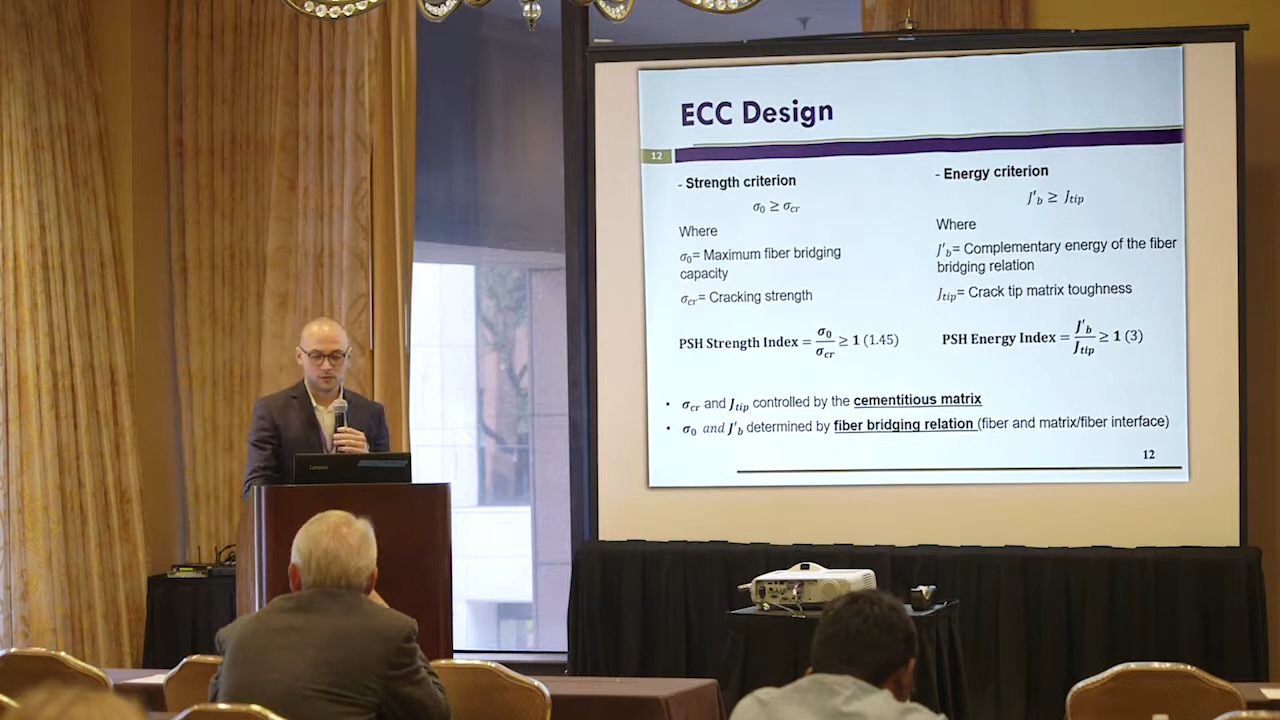 ECC Design
12
- Strength criterion
σ₀ ≥ σcr
Where
σ₀= Maximum fiber bridging
capacity
σcr= Cracking strength
PSH Strength Index = σ₀/σcr ≥ 1 (1.45)
- Energy criterion
J′b ≥ Jtip
Where
J′b= Complementary energy of the fiber
bridging relation
Jtip= Crack tip matrix toughness
PSH Energy Index = J′b/Jtip ≥ 1 (3)
• σcr and Jtip controlled by the cementitious matrix
• σ₀ and J′b determined by fiber bridging relation (fiber and matrix/fiber interface)
12
Lenovo